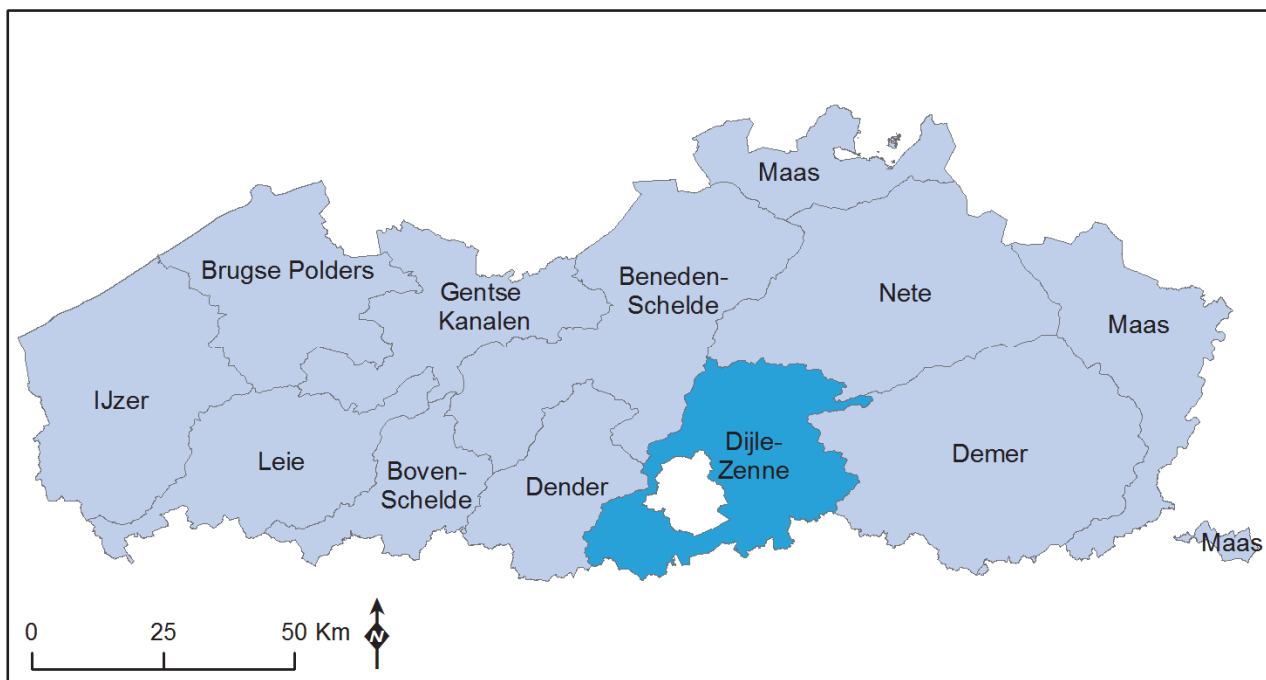 Maas
Brugse Polders
Gentse
Kanalen
Beneden-
Schelde
Nete
Maas
IJzer
Leie
Boven-
Schelde
Dender
Dijle-
Zenne
Demer
Maas
0 25 50 Km
N